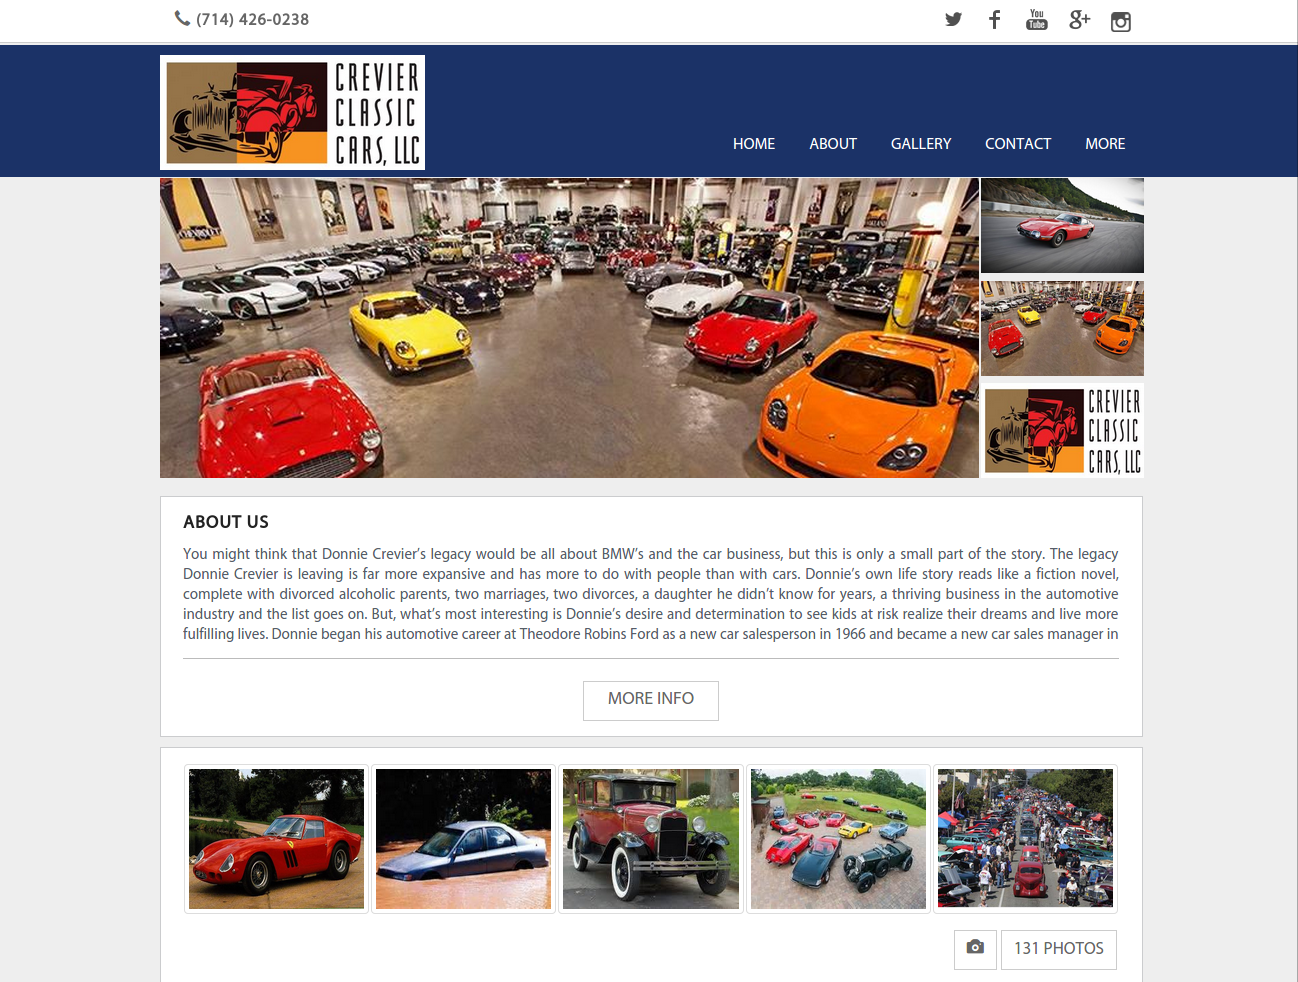 (714) 426-0238
You
Tube
CREVIER
CLASSIC
CARS, LLC
HOME
ABOUT
GALLERY
CONTACT
MORE
CHEVROLET
CREVIER
CLASSIC
CARS, LLC
ABOUT US
You might think that Donnie Crevier’s legacy would be all about BMW’s and the car business, but this is only a small part of the story. The legacy
Donnie Crevier is leaving is far more expansive and has more to do with people than with cars. Donnie’s own life story reads like a fiction novel,
complete with divorced alcoholic parents, two marriages, two divorces, a daughter he didn’t know for years, a thriving business in the automotive
industry and the list goes on. But, what’s most interesting is Donnie’s desire and determination to see kids at risk realize their dreams and live more
fulfilling lives. Donnie began his automotive career at Theodore Robins Ford as a new car salesperson in 1966 and became a new car sales manager in
MORE INFO
131 PHOTOS